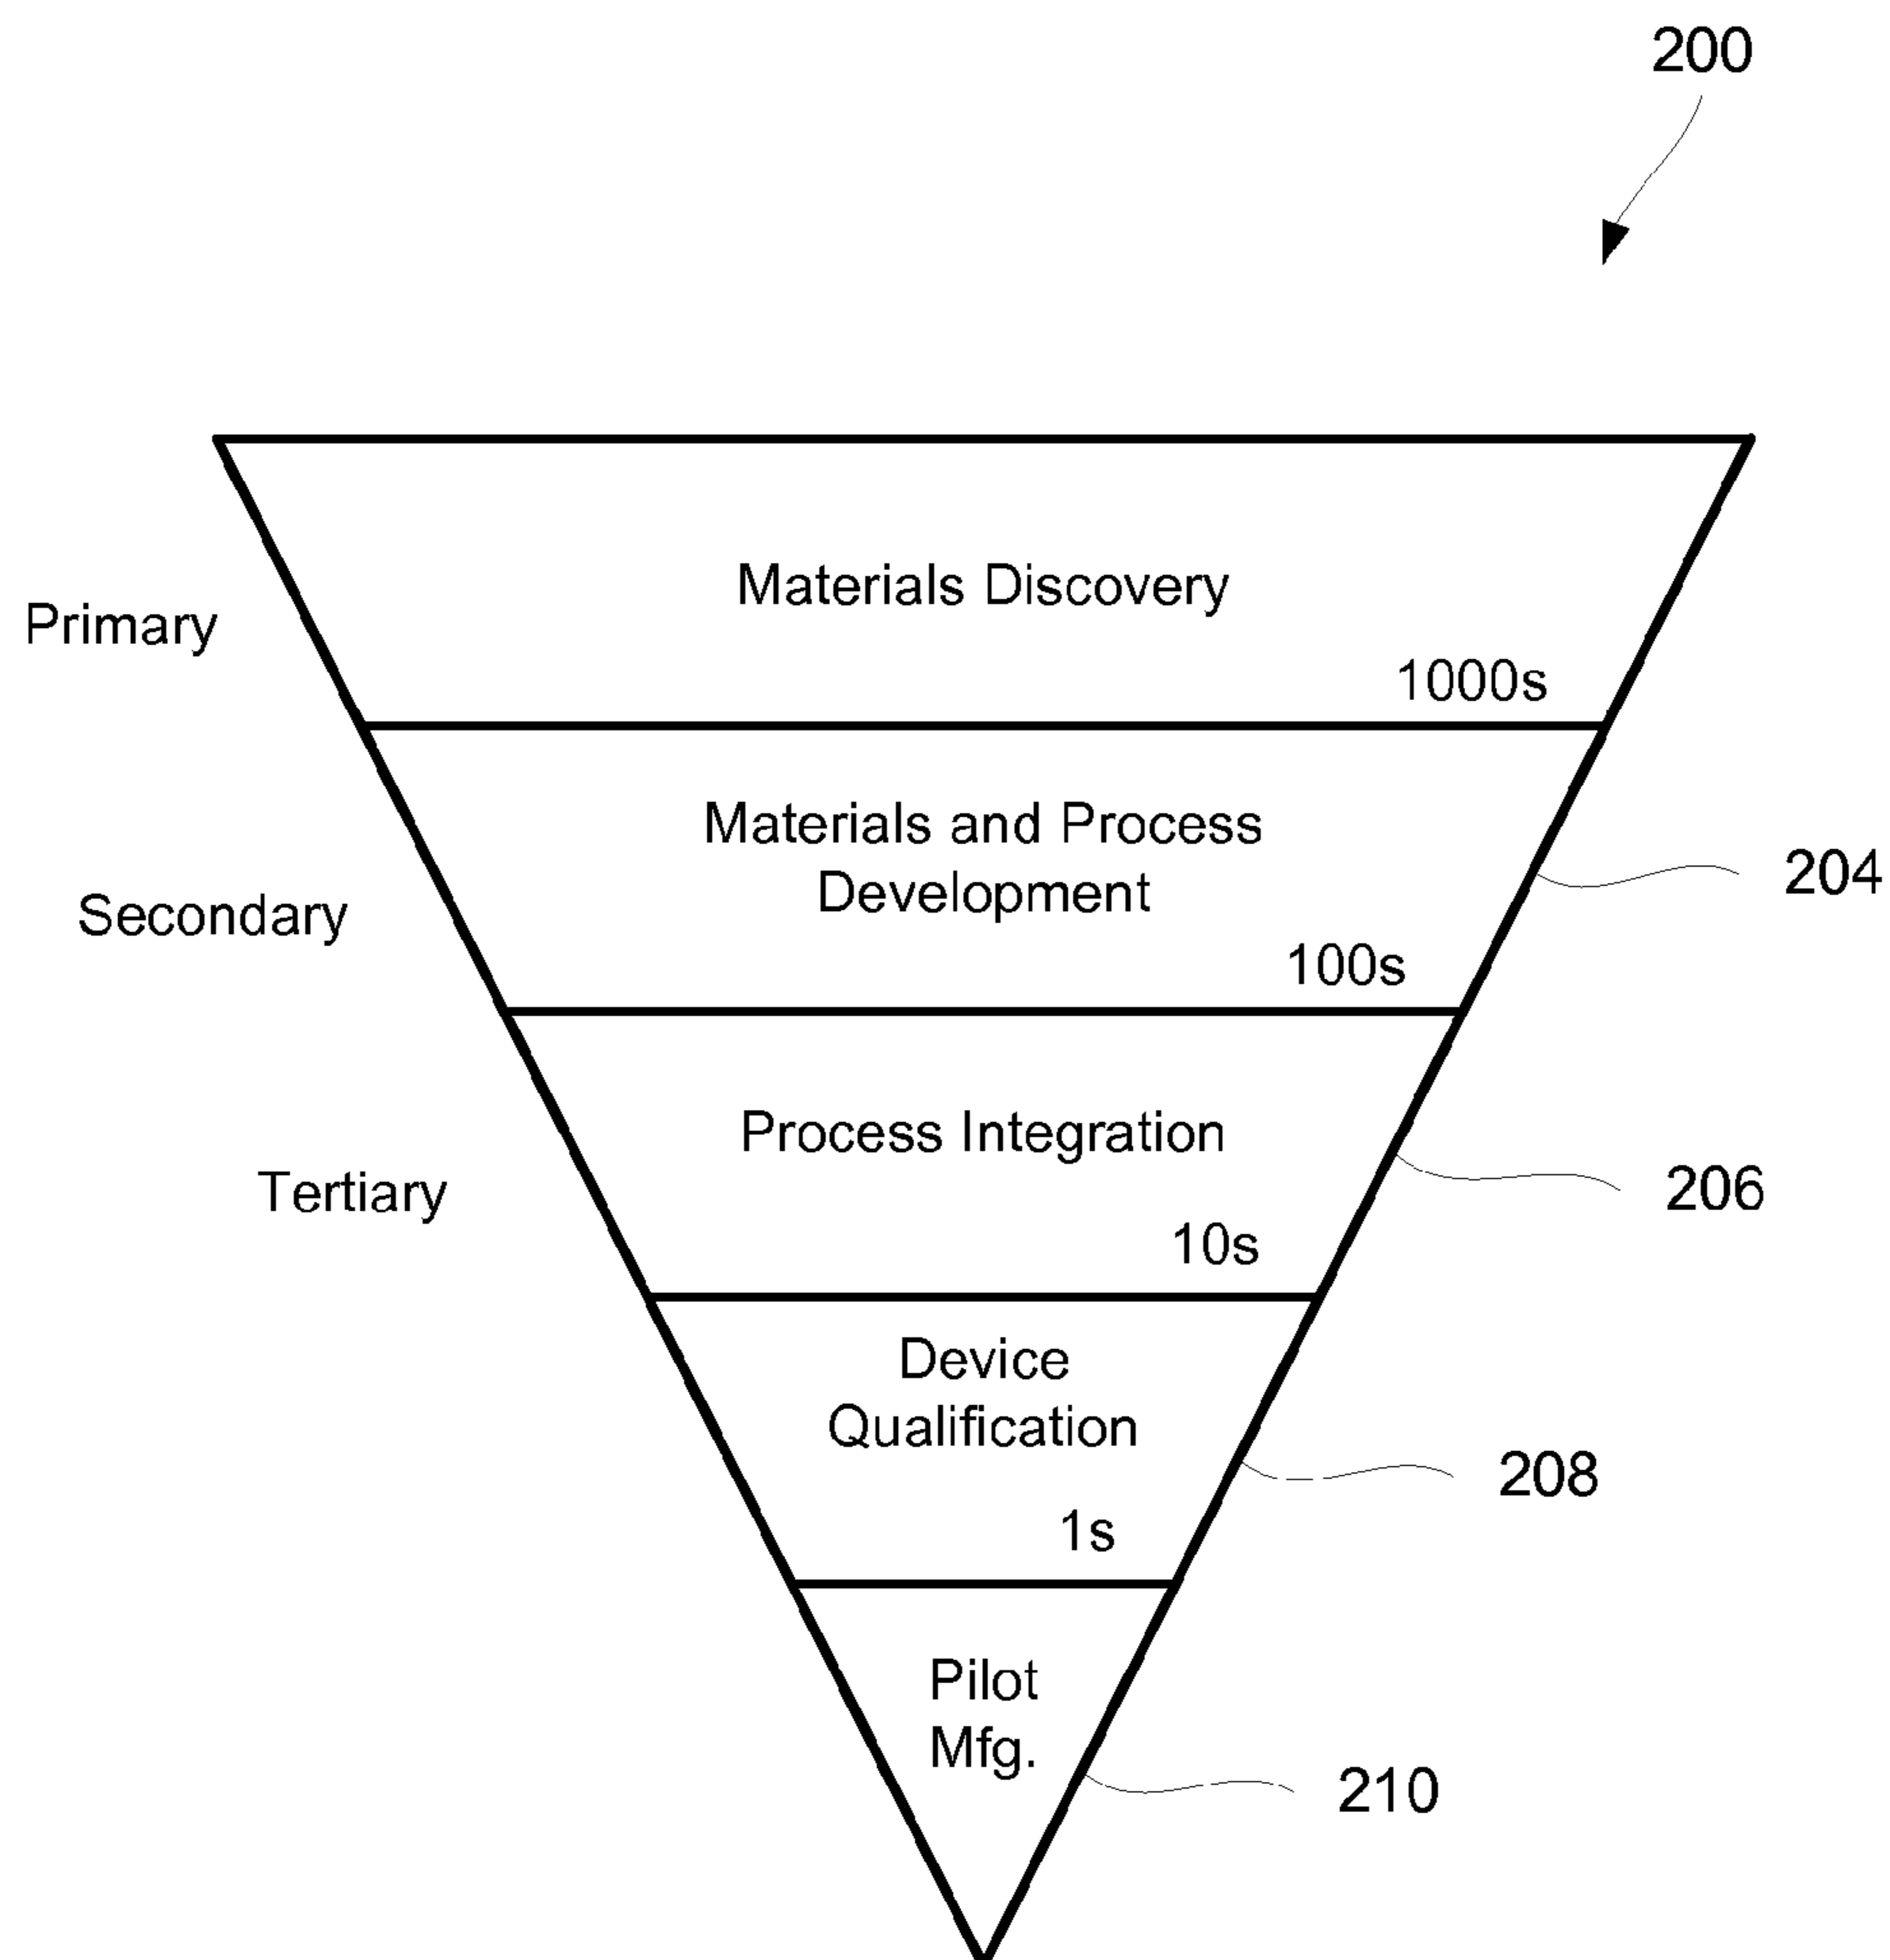 200
Materials Discovery
Primary
1000s
Materials and Process
Development
204
Secondary
100s
Process Integration
Tertiary
206
10s
Device
Qualification
208
1s
Pilot
Mfg.
210